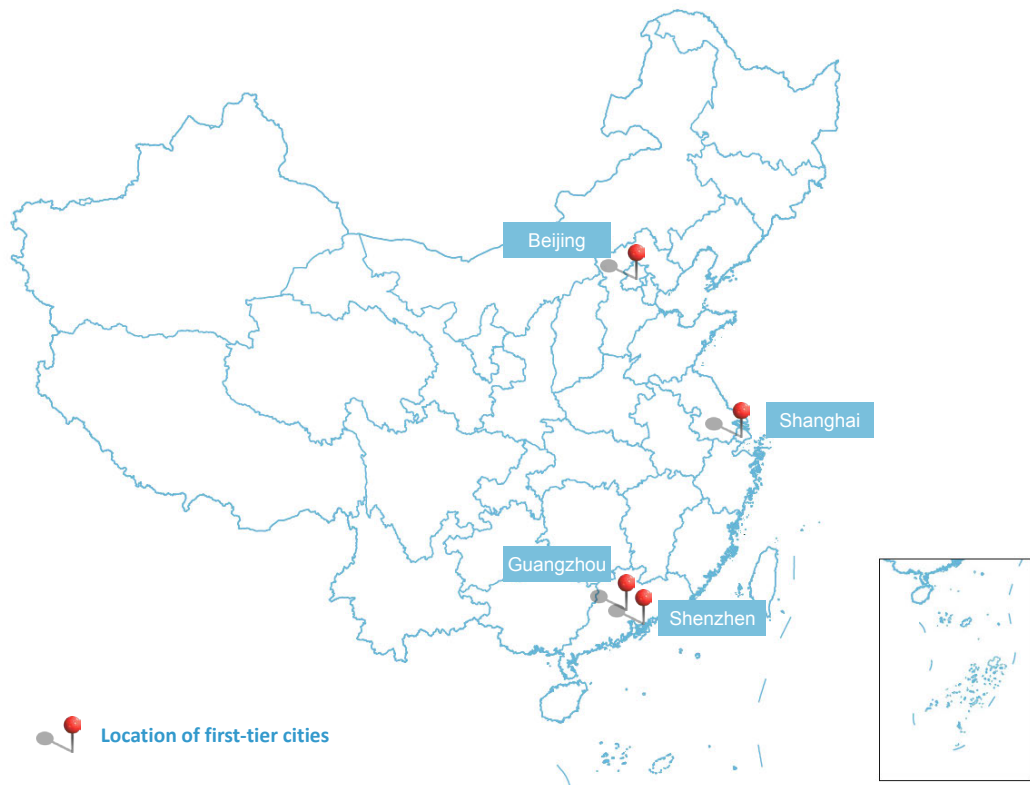 Beijing
Shanghai
Guangzhou
Shenzhen
Location of first-tier cities